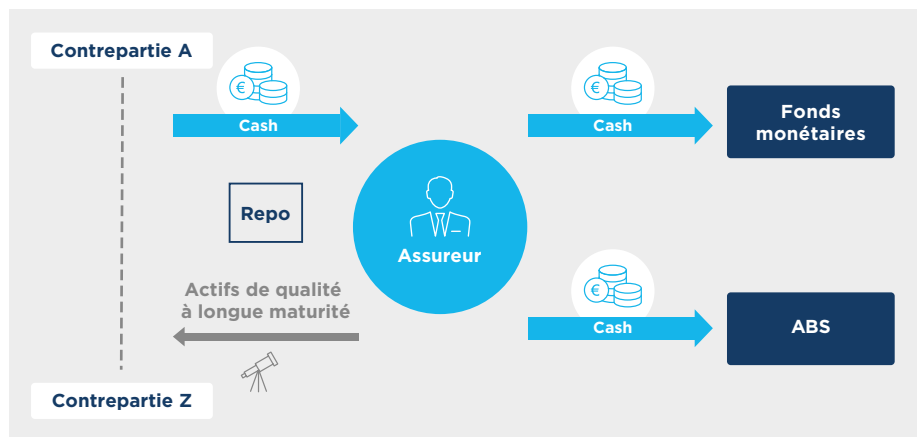 Contrepartie A
€
Cash
€
Cash
Fonds
monétaires
Repo
Assureur
Actifs de qualité
à longue maturité
€
Cash
ABS
Contrepartie Z